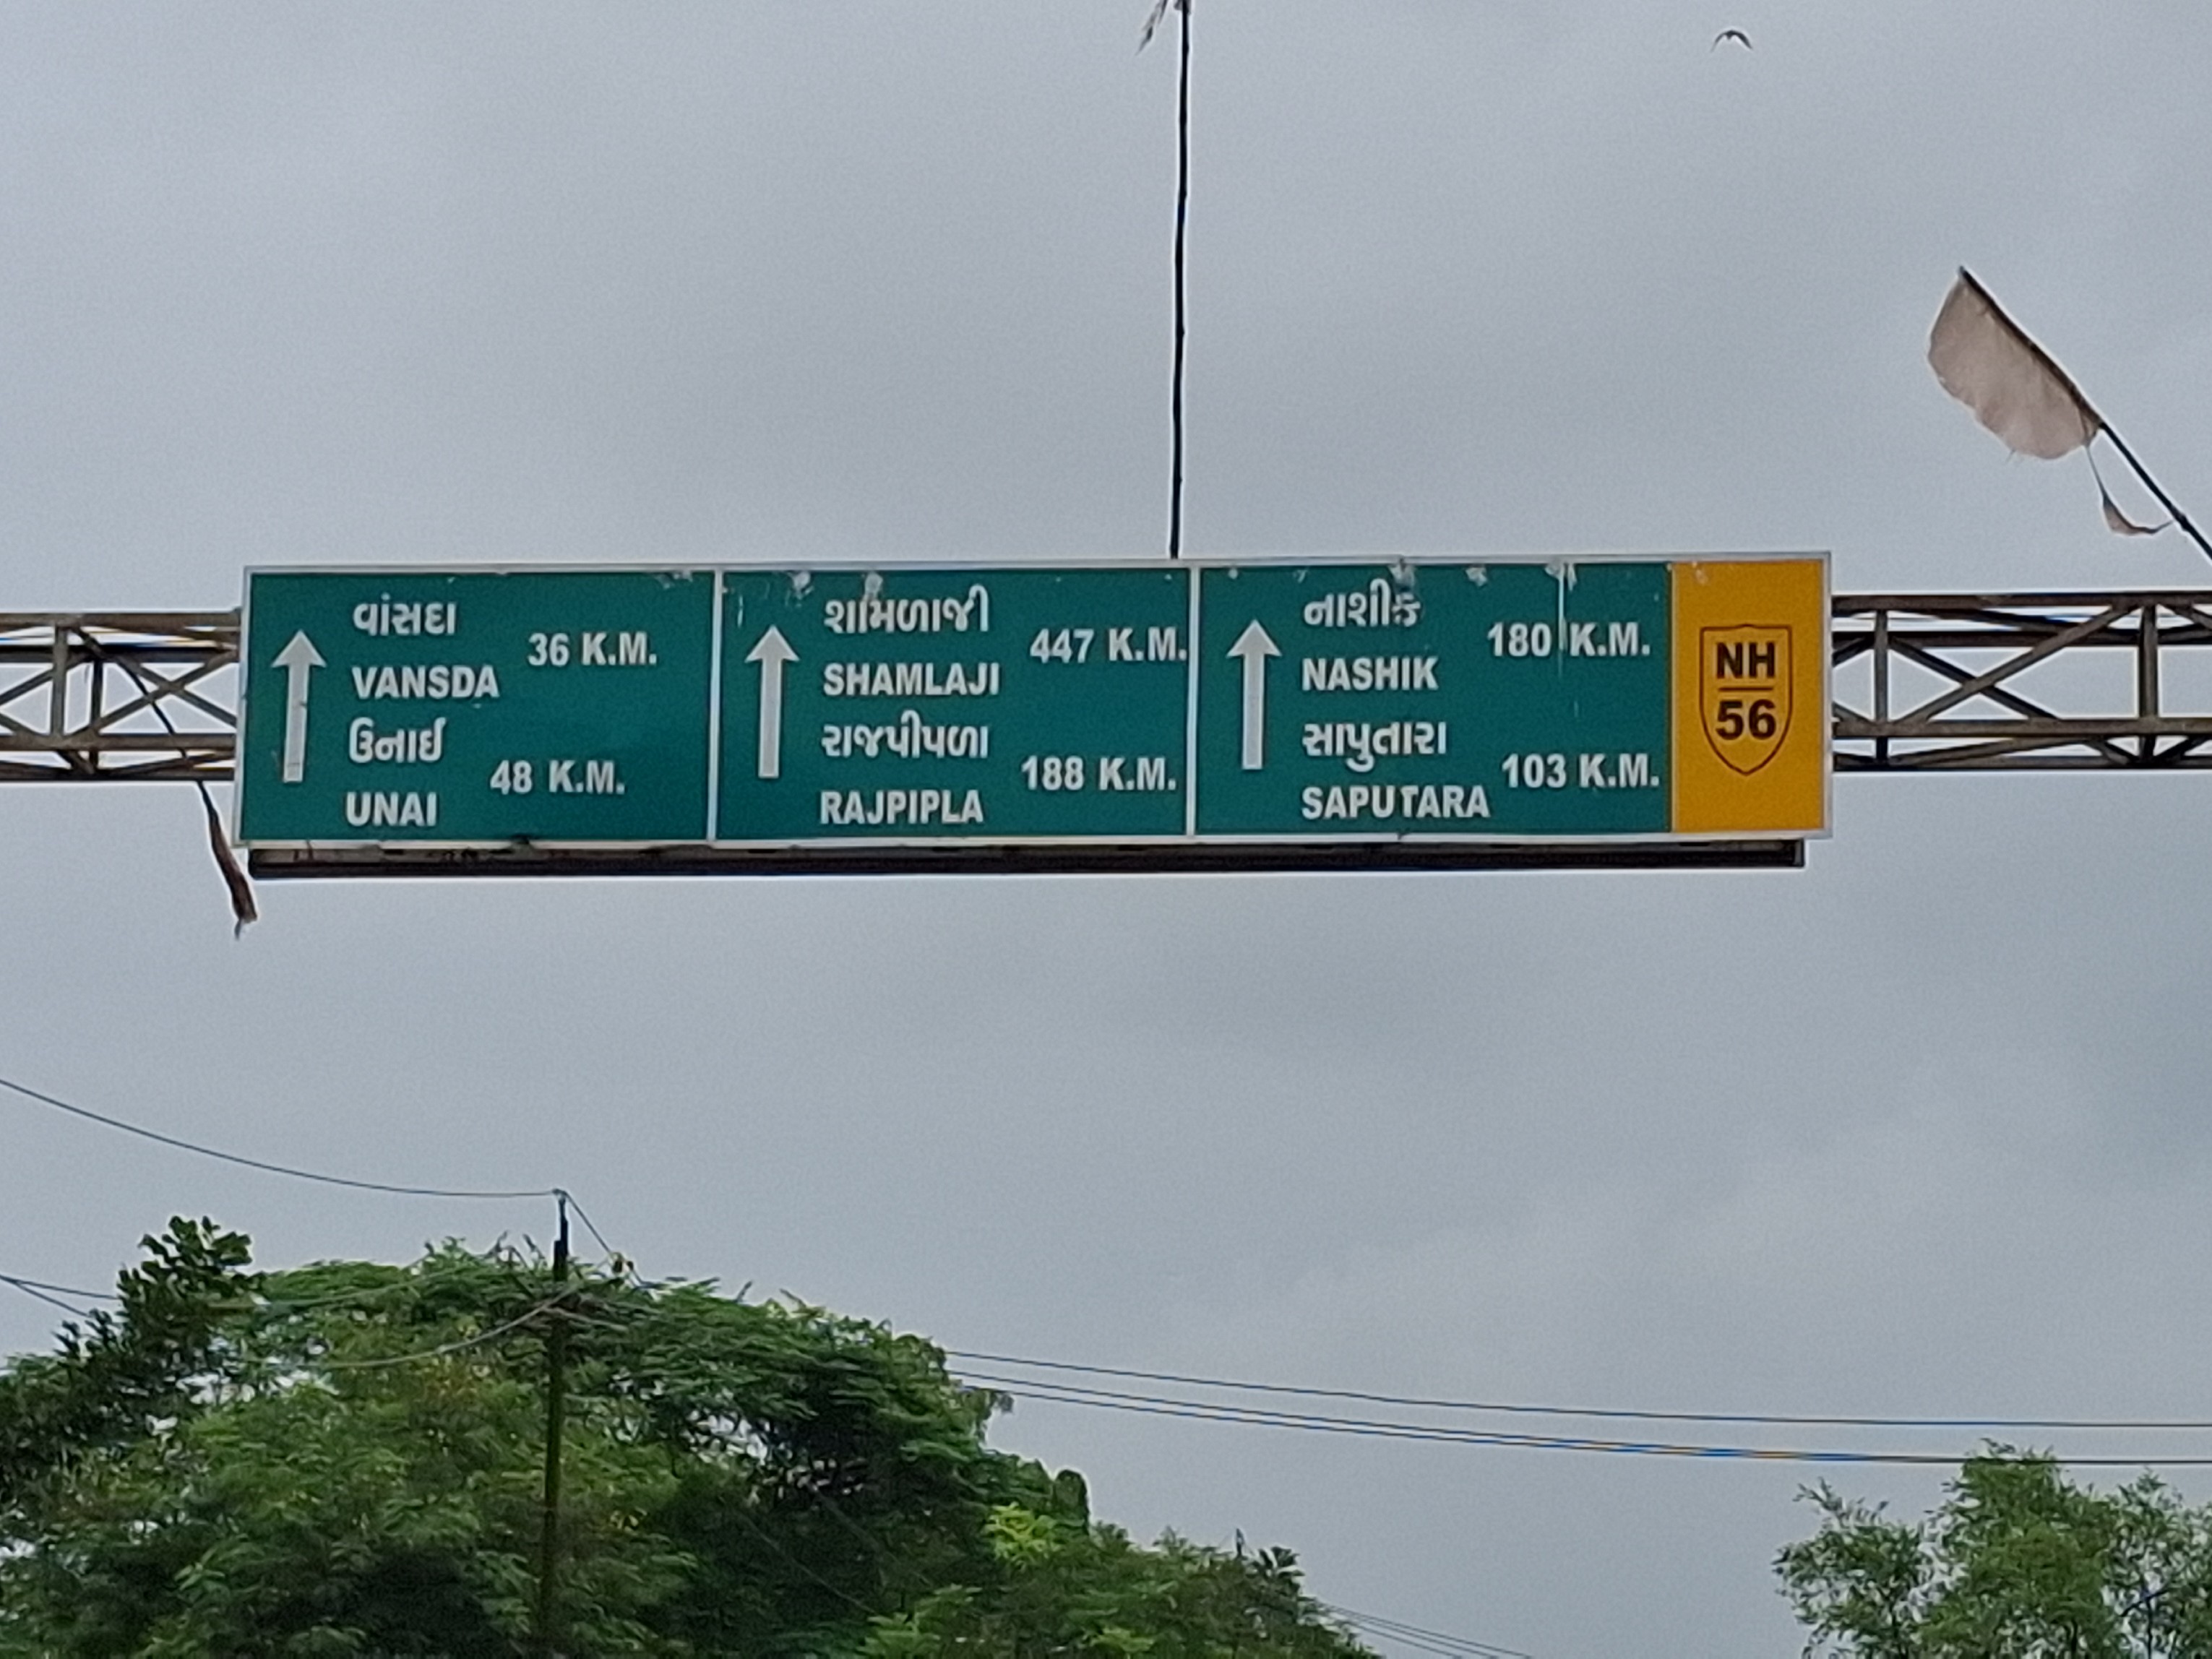 વાંસદા
36 K.M.
VANSDA
ઉનાઈ
48 K.M.
UNAI
શામળાજી
447 K.M.
SHAMLAJI
રાજપીપળા
188 K.M.
RAJPIPLA
નાશીક
180 K.M.
NASHIK
સાપુતારા
103 K.M.
SAPUTARA
NH
56